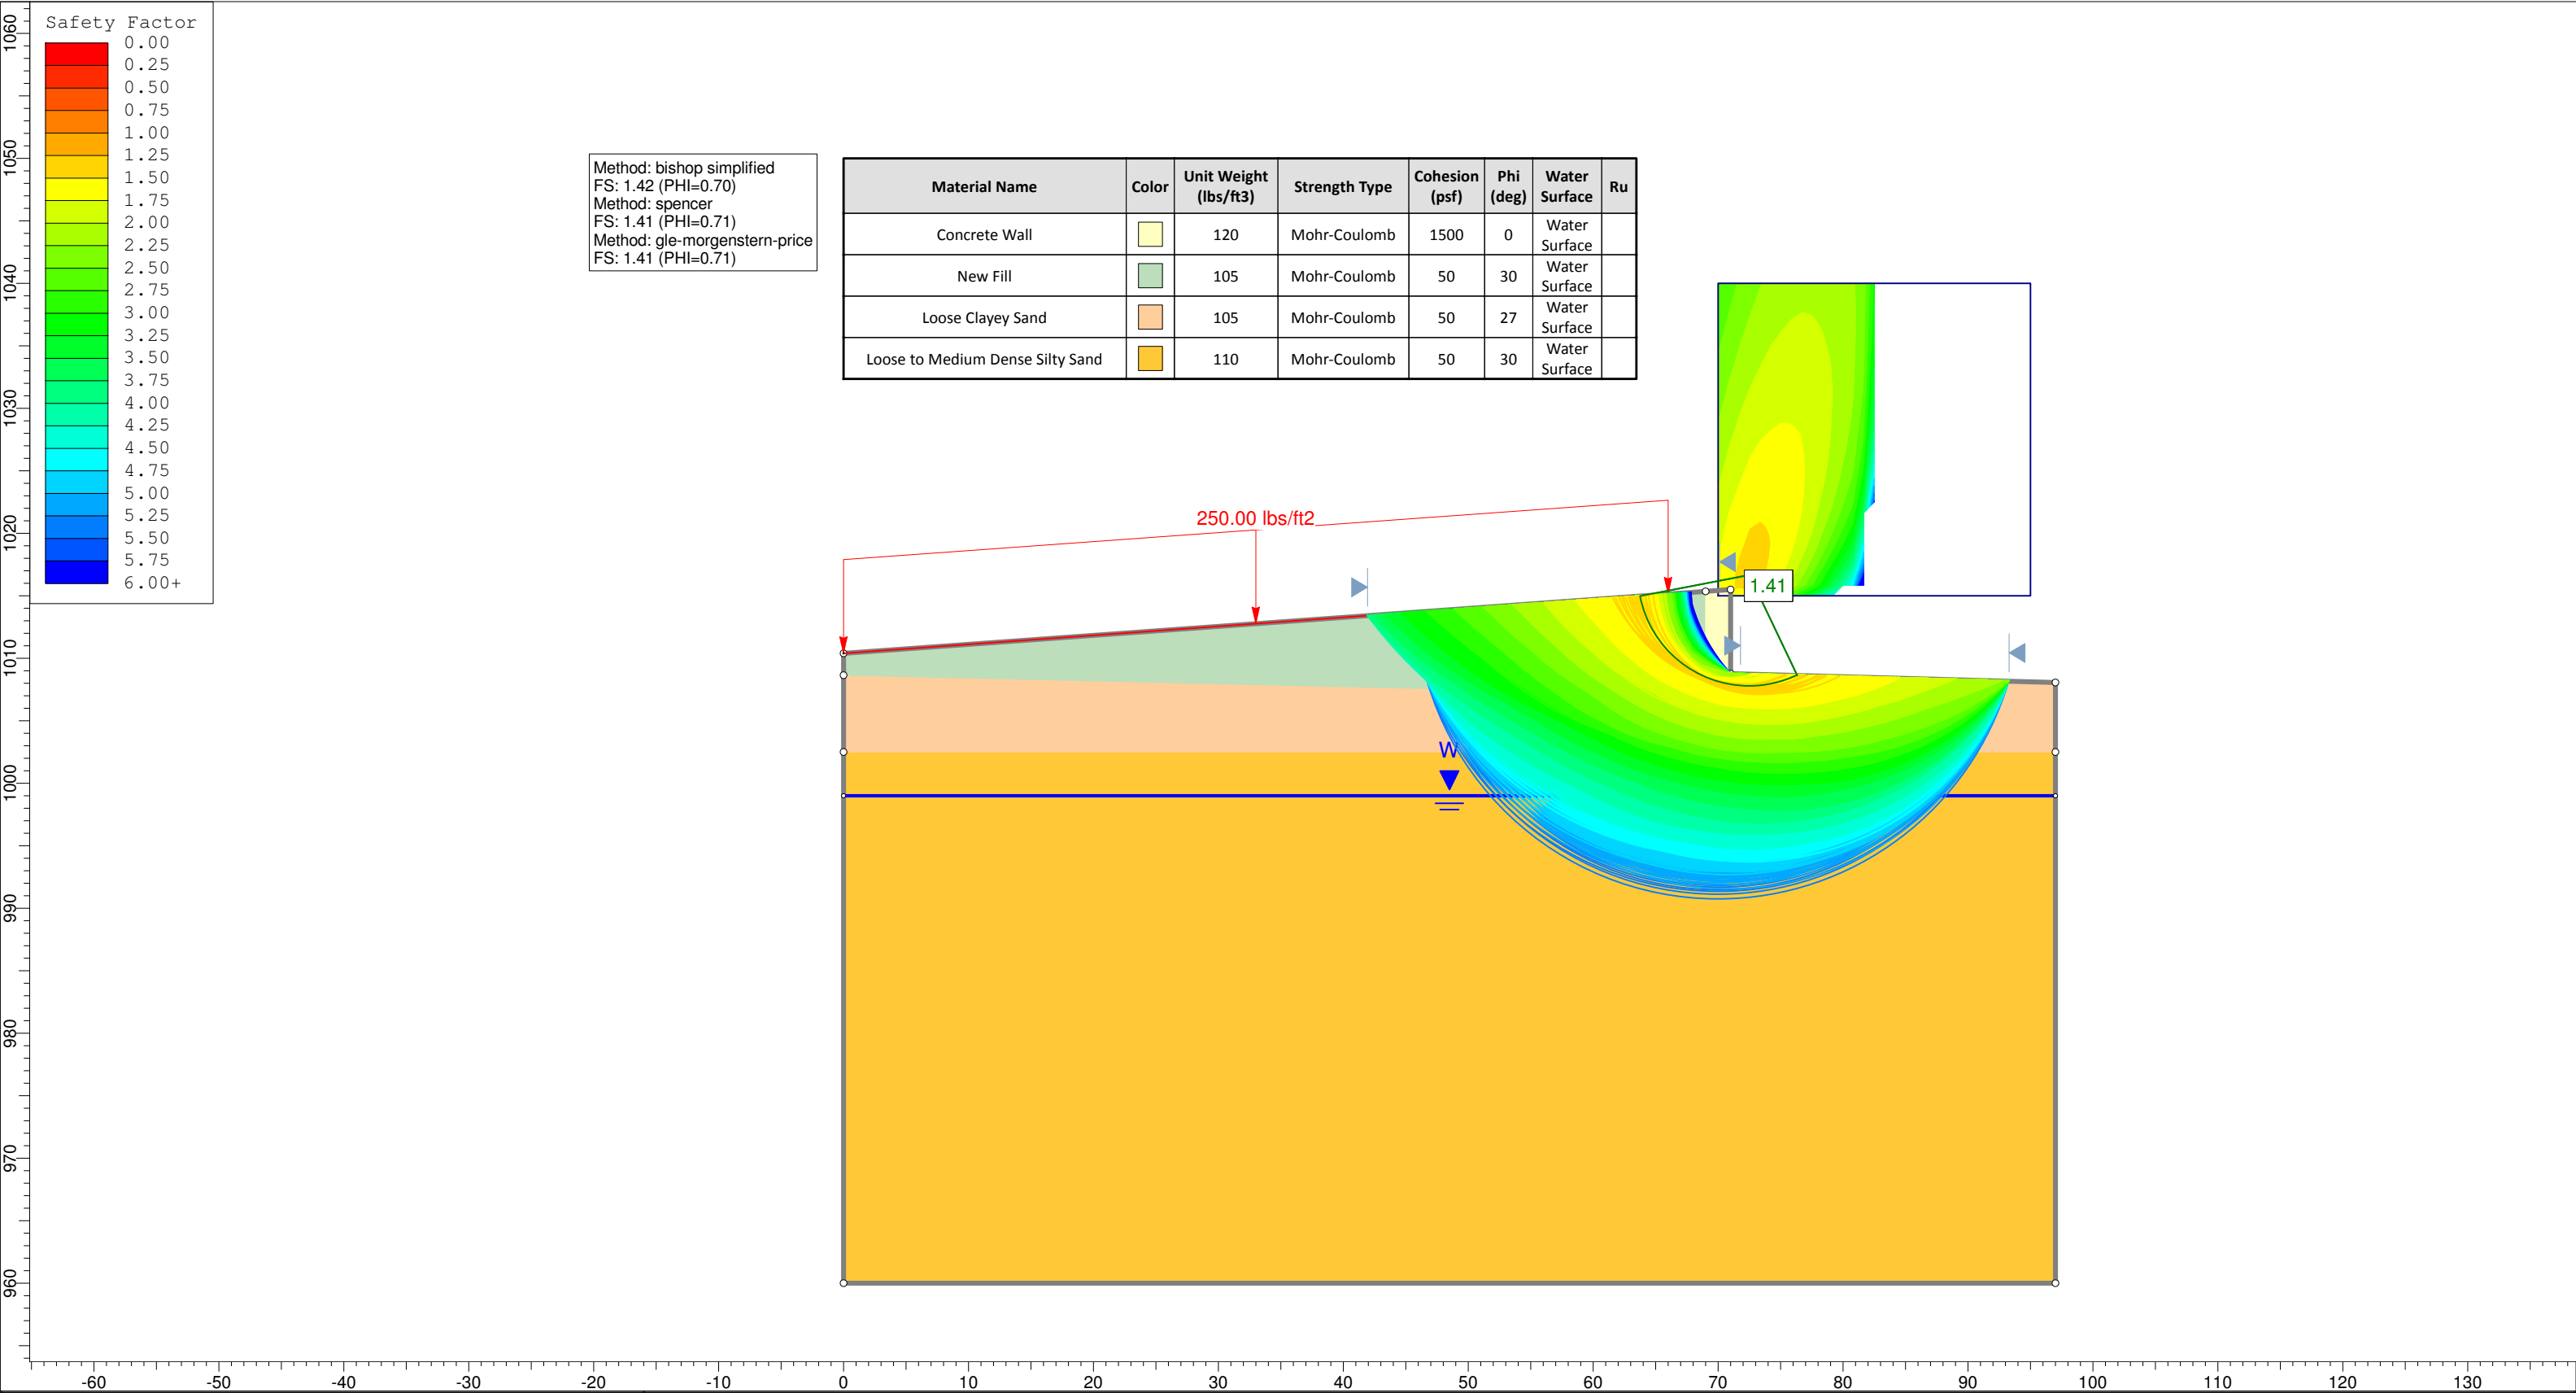 Safety Factor
0.00
0.25
0.50
0.75
1.00
1.25
1.50
1.75
2.00
2.25
2.50
2.75
3.00
3.25
3.50
3.75
4.00
4.25
4.50
4.75
5.00
5.25
5.50
5.75
6.00+
Method: bishop simplified
FS: 1.42 (PHI=0.70)
Method: spencer
FS: 1.41 (PHI=0.71)
Method: gle-morgenstern-price
FS: 1.41 (PHI=0.71)
Material Name Color Unit Weight (lbs/ft3) Strength Type Cohesion (psf) Phi (deg) Water Surface Ru
Concrete Wall 120 Mohr-Coulomb 1500 0 Water Surface
New Fill 105 Mohr-Coulomb 50 30 Water Surface
Loose Clayey Sand 105 Mohr-Coulomb 50 27 Water Surface
Loose to Medium Dense Silty Sand 110 Mohr-Coulomb 50 30 Water Surface
250.00 lbs/ft2
1.41
W
1060
1050
1040
1030
1020
1010
1000
990
980
970
960
-60 -50 -40 -30 -20 -10 0 10 20 30 40 50 60 70 80 90 100 110 120 130